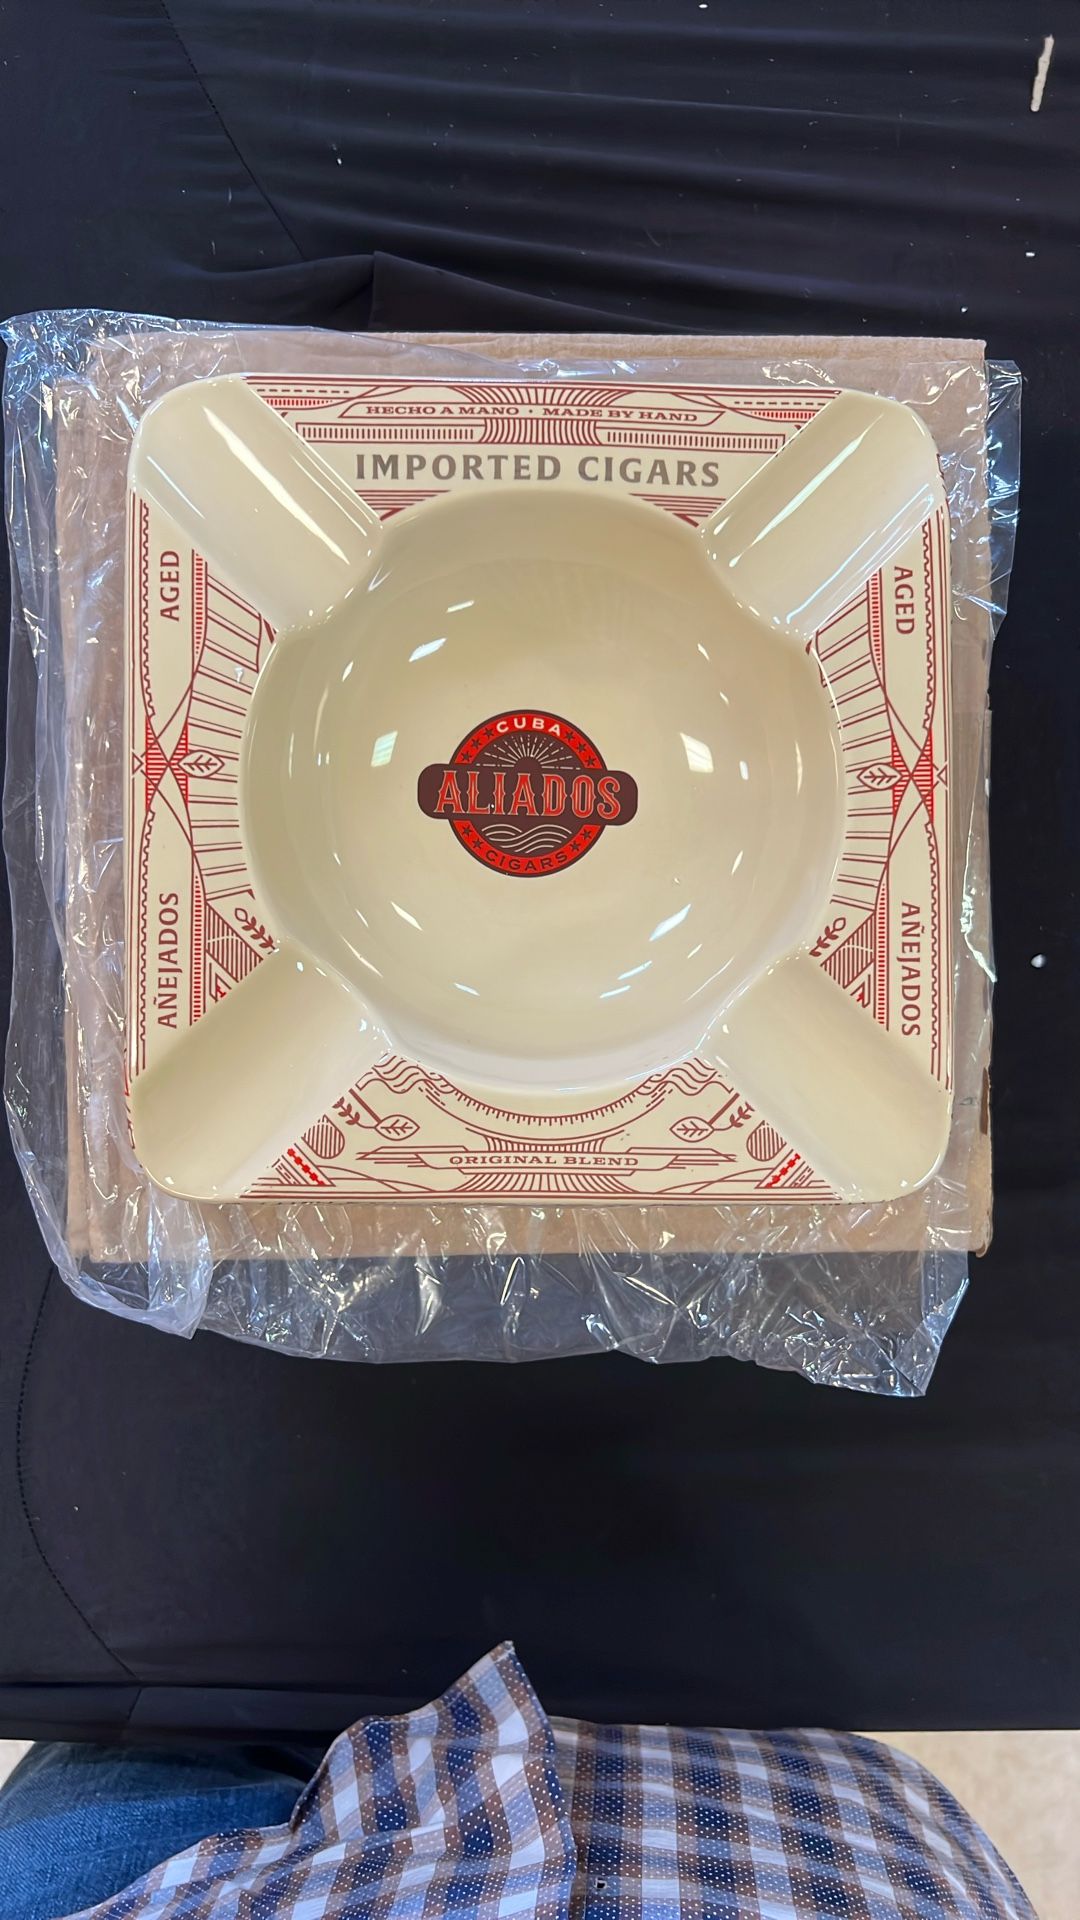 HECHO A MANO · MADE BY HAND
IMPORTED CIGARS
AGED
AÑEJADOS
CUBA
ALIADOS
CIGARS
AGED
AÑEJADOS
ORIGINAL BLEND